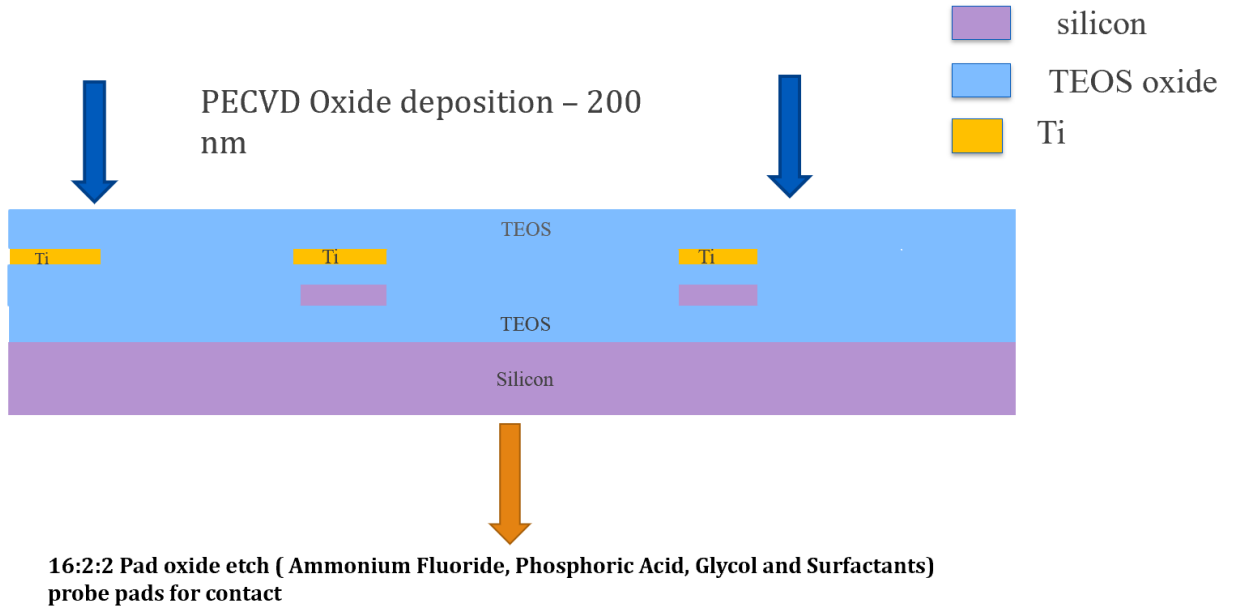 silicon
PECVD Oxide deposition – 200
nm
TEOS oxide
Ti
TEOS
Ti
Ti
Ti
TEOS
Silicon
16:2:2 Pad oxide etch ( Ammonium Fluoride, Phosphoric Acid, Glycol and Surfactants)
probe pads for contact